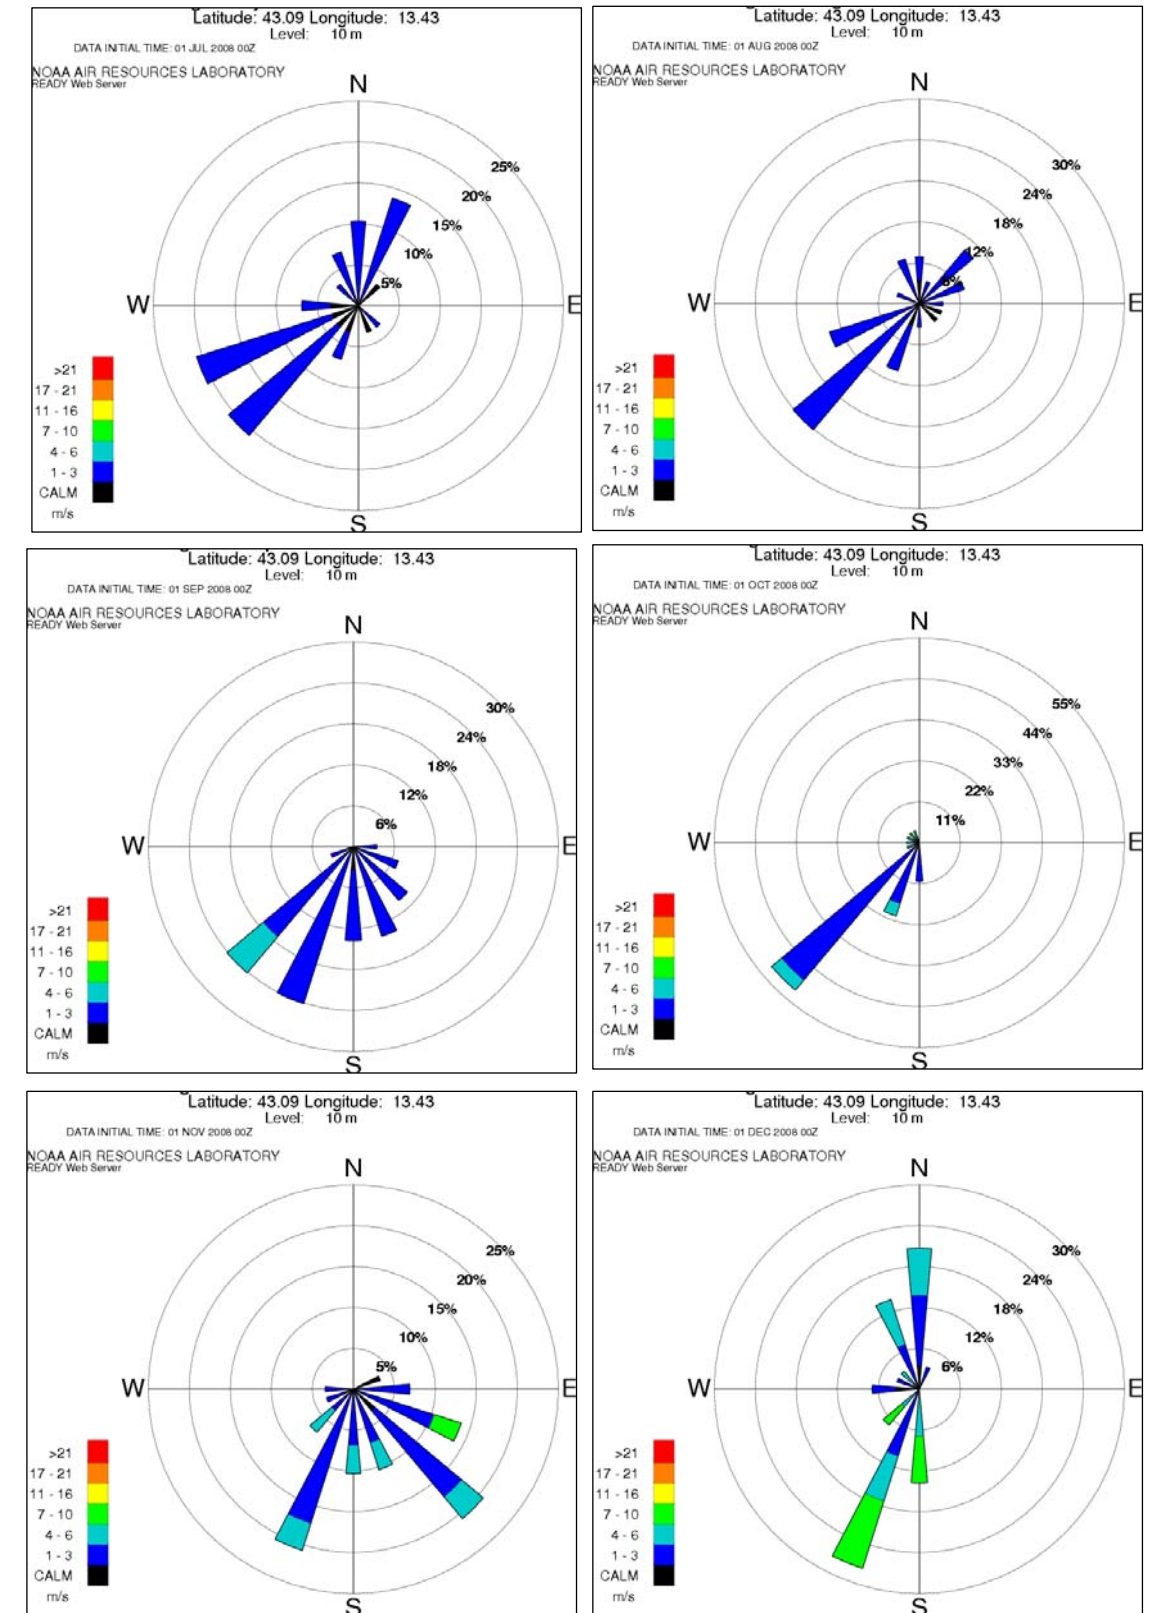 Latitude: 43.09 Longitude: 13.43
Level: 10 m
DATA INITIAL TIME: 01 JUL 2008 00Z
NOAA AIR RESOURCES LABORATORY
READY Web Server
N
25%
20%
15%
10%
5%
W
E
>21
17 - 21
11 - 16
7 - 10
4 - 6
1 - 3
CALM
m/s
S
Latitude: 43.09 Longitude: 13.43
Level: 10 m
DATA INITIAL TIME: 01 AUG 2008 00Z
NOAA AIR RESOURCES LABORATORY
READY Web Server
N
30%
24%
18%
12%
6%
W
E
>21
17 - 21
11 - 16
7 - 10
4 - 6
1 - 3
CALM
m/s
S
Latitude: 43.09 Longitude: 13.43
Level: 10 m
DATA INITIAL TIME: 01 SEP 2008 00Z
NOAA AIR RESOURCES LABORATORY
READY Web Server
N
30%
24%
18%
12%
6%
W
E
>21
17 - 21
11 - 16
7 - 10
4 - 6
1 - 3
CALM
m/s
S
Latitude: 43.09 Longitude: 13.43
Level: 10 m
DATA INITIAL TIME: 01 OCT 2008 00Z
NOAA AIR RESOURCES LABORATORY
READY Web Server
N
55%
44%
33%
22%
11%
W
E
>21
17 - 21
11 - 16
7 - 10
4 - 6
1 - 3
CALM
m/s
S
Latitude: 43.09 Longitude: 13.43
Level: 10 m
DATA INITIAL TIME: 01 NOV 2008 00Z
NOAA AIR RESOURCES LABORATORY
READY Web Server
N
25%
20%
15%
10%
5%
W
E
>21
17 - 21
11 - 16
7 - 10
4 - 6
1 - 3
CALM
m/s
S
Latitude: 43.09 Longitude: 13.43
Level: 10 m
DATA INITIAL TIME: 01 DEC 2008 00Z
NOAA AIR RESOURCES LABORATORY
READY Web Server
N
30%
24%
18%
12%
6%
W
E
>21
17 - 21
11 - 16
7 - 10
4 - 6
1 - 3
CALM
m/s
S